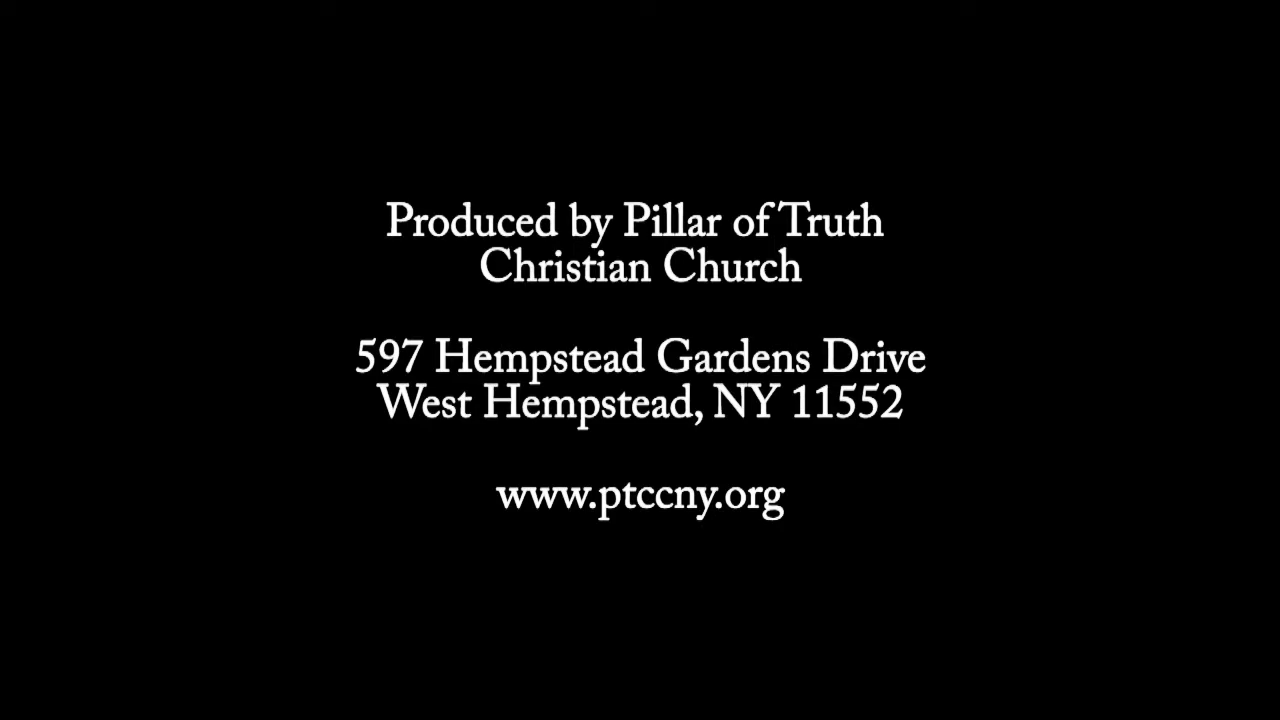 Produced by Pillar of Truth
Christian Church
597 Hempstead Gardens Drive
West Hempstead, NY 11552
www.ptccny.org